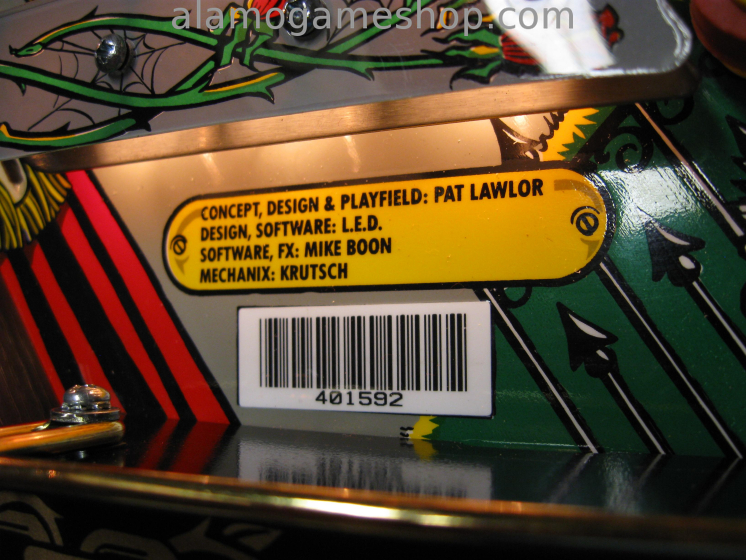 alamogameshop.com
CONCEPT, DESIGN & PLAYFIELD: PAT LAWLOR
DESIGN, SOFTWARE: L.E.D.
SOFTWARE, FX: MIKE BOON
MECHANIX: KRUTSCH
401592